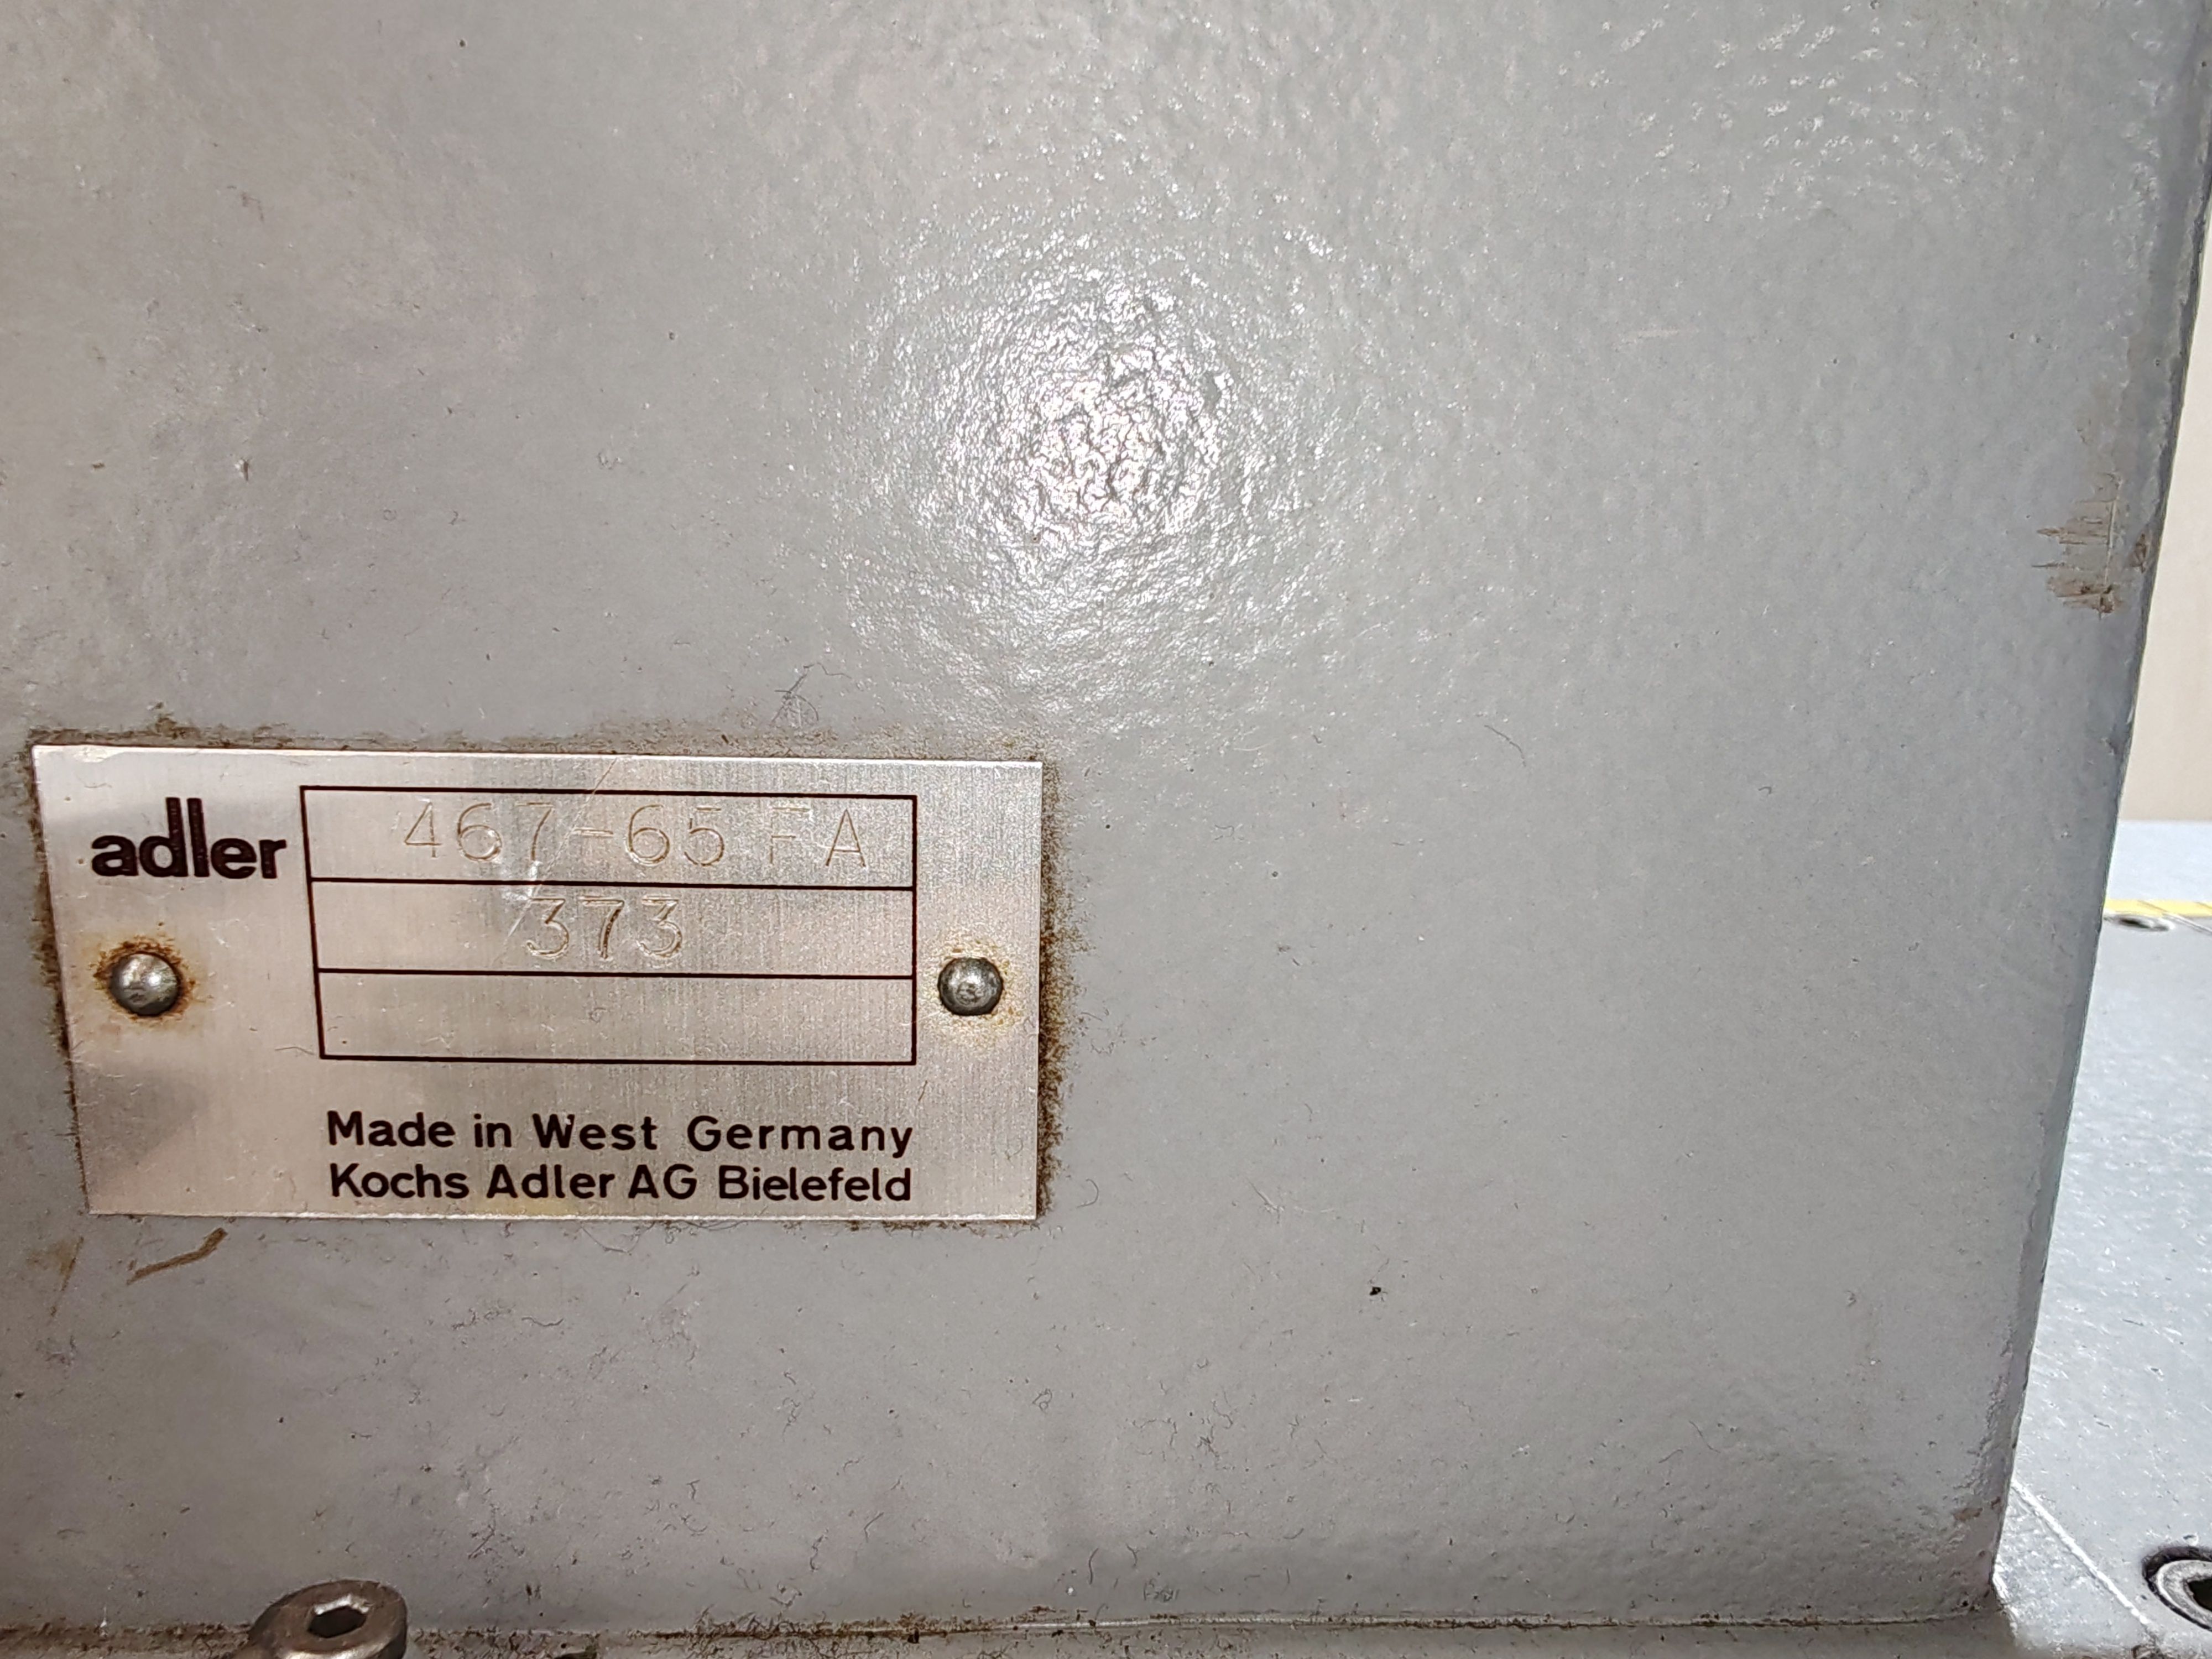 adler
467-65 FA
373
Made in West Germany
Kochs Adler AG Bielefeld